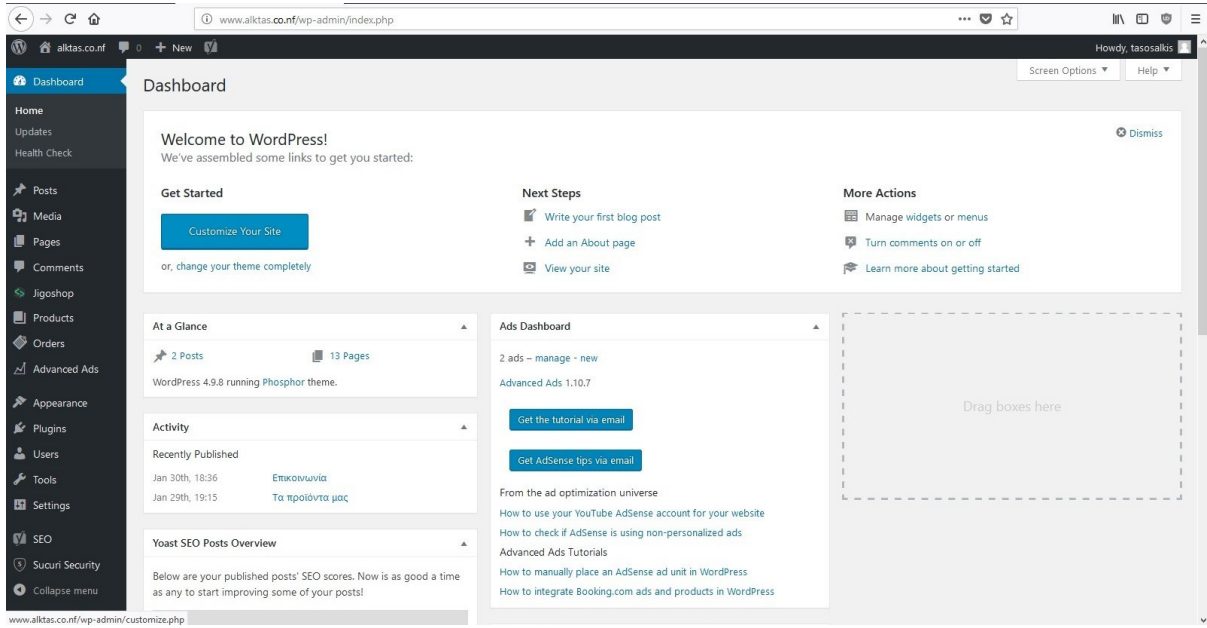 www.alktas.co.nf/wp-admin/index.php
alktas.co.nf 0 New Howdy, tasosalkis
Screen Options Help
Dashboard
Home
Updates
Health Check
Posts
Media
Pages
Comments
Jigoshop
Products
Orders
Advanced Ads
Appearance
Plugins
Users
Tools
Settings
SEO
Sucuri Security
Collapse menu
Dashboard
Welcome to WordPress!
We've assembled some links to get you started:
Dismiss
Get Started
Customize Your Site
or, change your theme completely
Next Steps
Write your first blog post
Add an About page
View your site
More Actions
Manage widgets or menus
Turn comments on or off
Learn more about getting started
At a Glance
2 Posts 13 Pages
WordPress 4.9.8 running Phosphor theme.
Activity
Recently Published
Jan 30th, 18:36 Επικοινωνία
Jan 29th, 19:15 Τα προϊόντα μας
Yoast SEO Posts Overview
Below are your published posts' SEO scores. Now is as good a time
as any to start improving some of your posts!
Ads Dashboard
2 ads – manage - new
Advanced Ads 1.10.7
Get the tutorial via email
Get AdSense tips via email
From the ad optimization universe
How to use your YouTube AdSense account for your website
How to check if AdSense is using non-personalized ads
Advanced Ads Tutorials
How to manually place an AdSense ad unit in WordPress
How to integrate Booking.com ads and products in WordPress
Drag boxes here
www.alktas.co.nf/wp-admin/customize.php